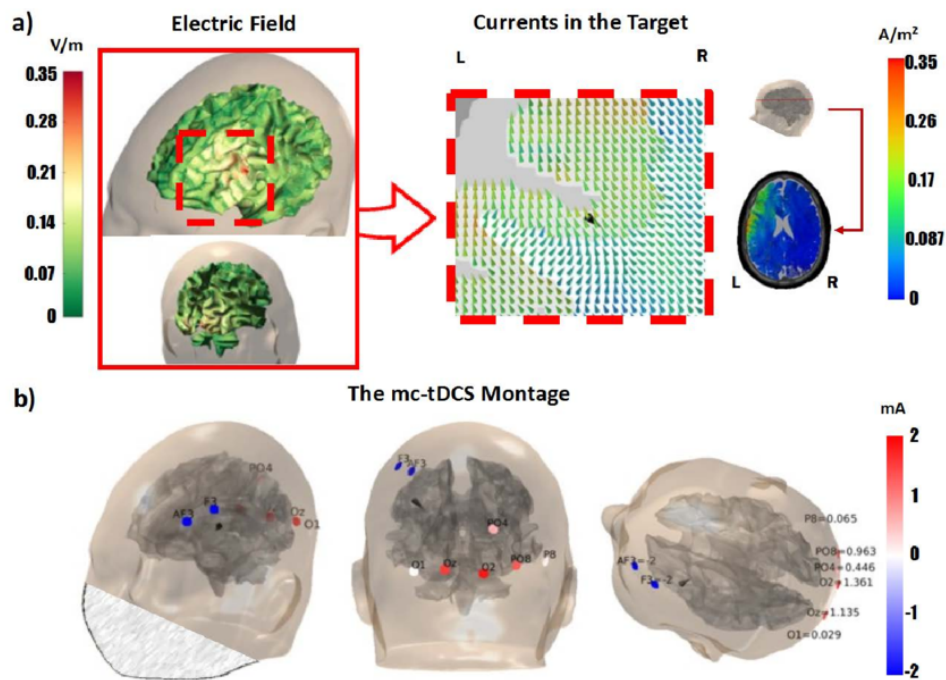 a)
Electric Field
Currents in the Target
V/m
0.35
0.28
0.21
0.14
0.07
0
L
R
A/m²
0.35
0.26
0.17
0.087
0
L
R
b)
The mc-tDCS Montage
mA
2
1
0
-1
-2
PO4
F3
AF3
Oz
O1
F3
AF3
PO4
O1
Oz
O2
PO8
P8
P8=0.065
AF3=-2
F3=-2
PO8=0.963
PO4=0.446
O2=1.361
Oz=1.135
O1=0.029